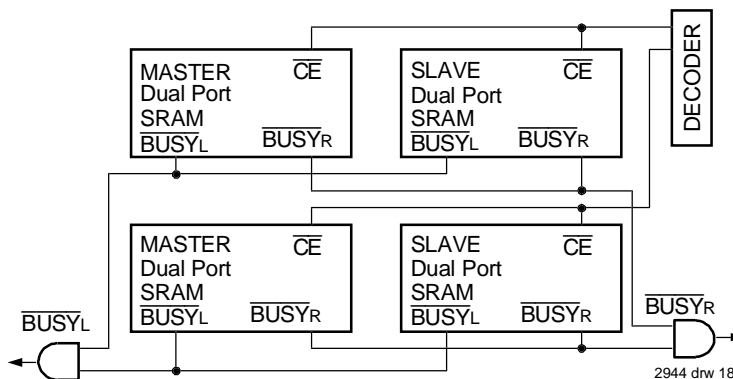 MASTER CE
Dual Port
SRAM
BUSYL BUSYR
SLAVE CE
Dual Port
SRAM
BUSYL BUSYR
DECODER
MASTER CE
Dual Port
SRAM
BUSYL BUSYR
SLAVE CE
Dual Port
SRAM
BUSYL BUSYR
BUSYL
BUSYR
2944 drw 18